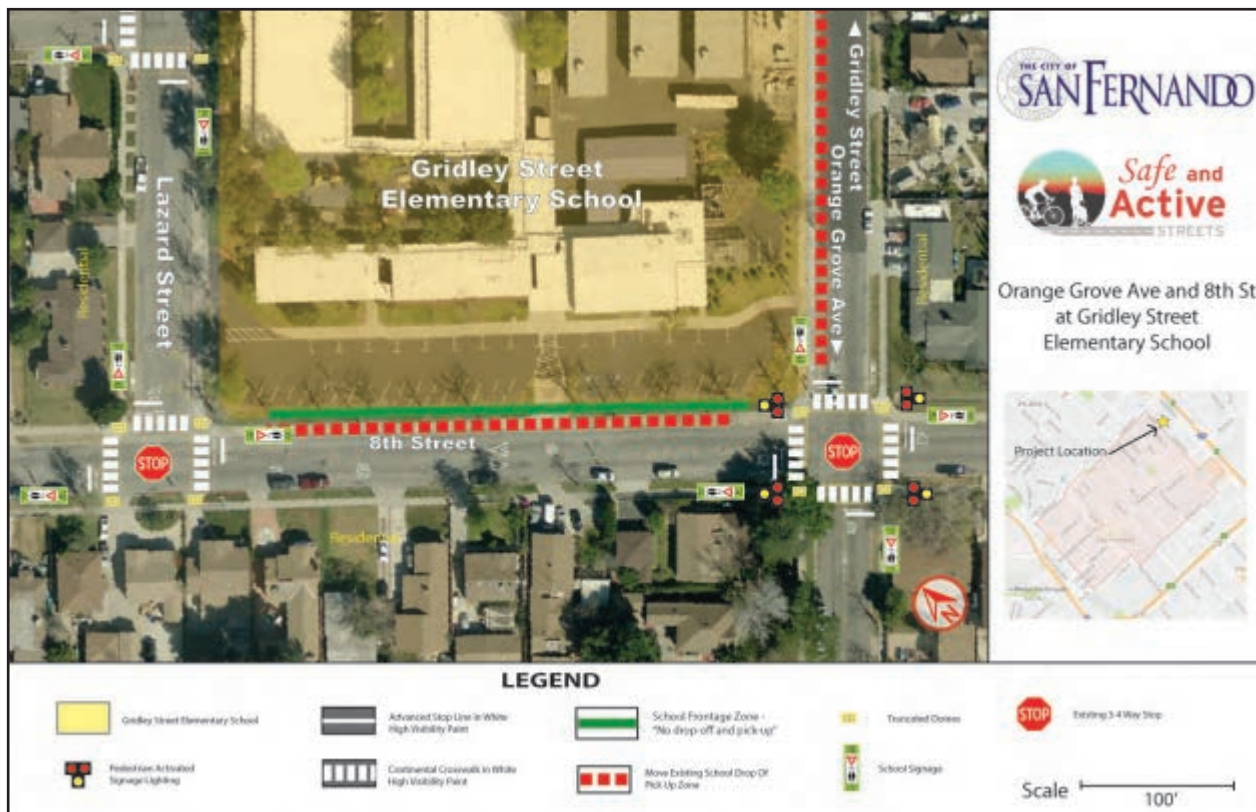 Gridley Street
Elementary School
Lazard Street
Residential
◄ Gridley Street
Orange Grove Ave ►
Residential
8th Street
STOP
STOP
Residential
N
THE CITY OF
SAN FERNANDO
Safe and
Active
STREETS
Orange Grove Ave and 8th St
at Gridley Street
Elementary School
Project Location
LEGEND
Gridley Street Elementary School
Advanced Stop Line in White
High Visibility Paint
School Frontage Zone -
"No drop-off and pick-up"
Truncated Domes
STOP
Existing 3-4 Way Stop
Pedestrian Activated
Signage Lighting
Continental Crosswalks in White
High Visibility Paint
Move Existing School Drop Of
Pick Up Zone
School Signage
Scale
100'